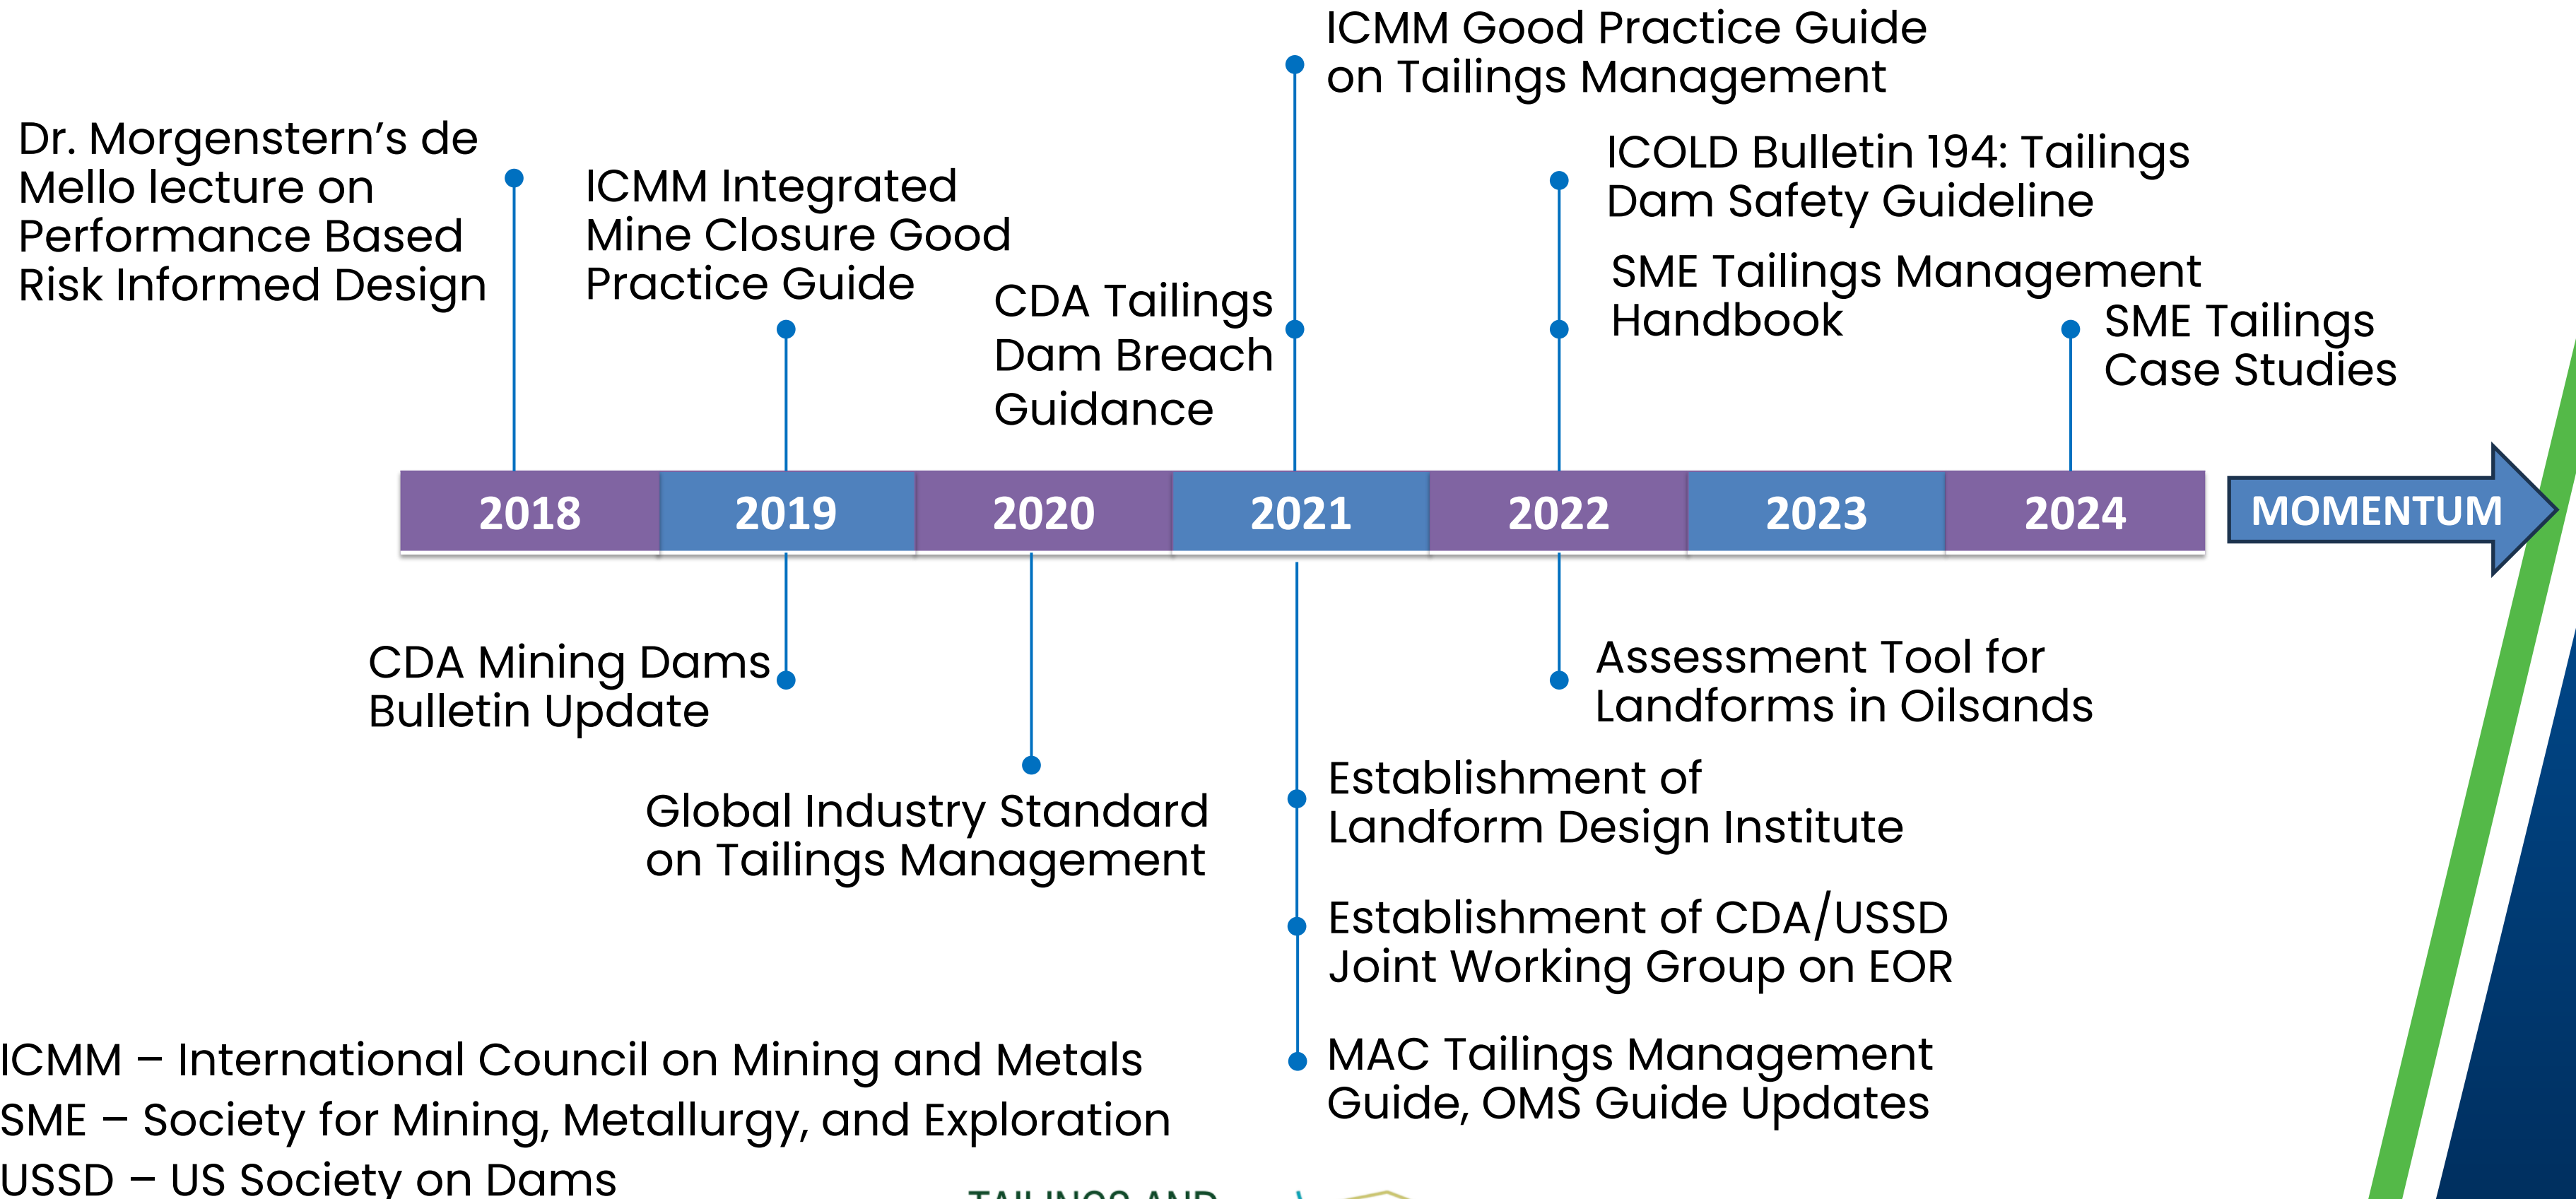 ICMM Good Practice Guide
on Tailings Management
Dr. Morgenstern's de
Mello lecture on
Performance Based
Risk Informed Design
ICMM Integrated
Mine Closure Good
Practice Guide
CDA Tailings
Dam Breach
Guidance
ICOLD Bulletin 194: Tailings
Dam Safety Guideline
SME Tailings Management
Handbook
SME Tailings
Case Studies
2018
2019
2020
2021
2022
2023
2024
MOMENTUM
CDA Mining Dams
Bulletin Update
Global Industry Standard
on Tailings Management
Assessment Tool for
Landforms in Oilsands
Establishment of
Landform Design Institute
Establishment of CDA/USSD
Joint Working Group on EOR
MAC Tailings Management
Guide, OMS Guide Updates
ICMM – International Council on Mining and Metals
SME – Society for Mining, Metallurgy, and Exploration
USSD – US Society on Dams
TAILINGS AND